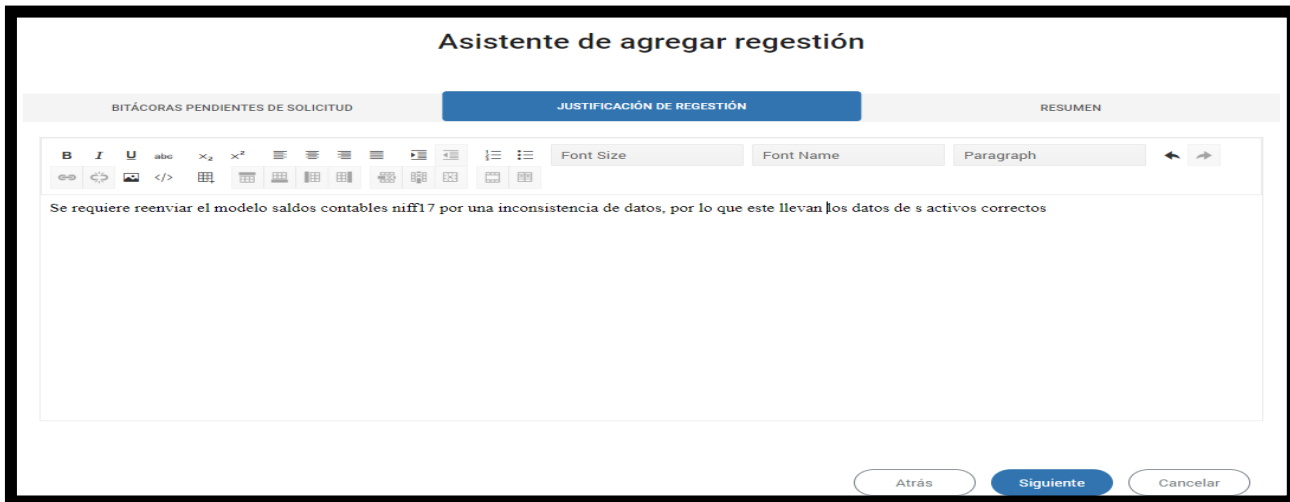 Asistente de agregar regestión
BITÁCORAS PENDIENTES DE SOLICITUD
JUSTIFICACIÓN DE REGESTIÓN
RESUMEN
B I U abc x₂ x² Font Size Font Name Paragraph
</>
Se requiere reenviar el modelo saldos contables niff17 por una inconsistencia de datos, por lo que este llevan los datos de s activos correctos
Atrás Siguiente Cancelar